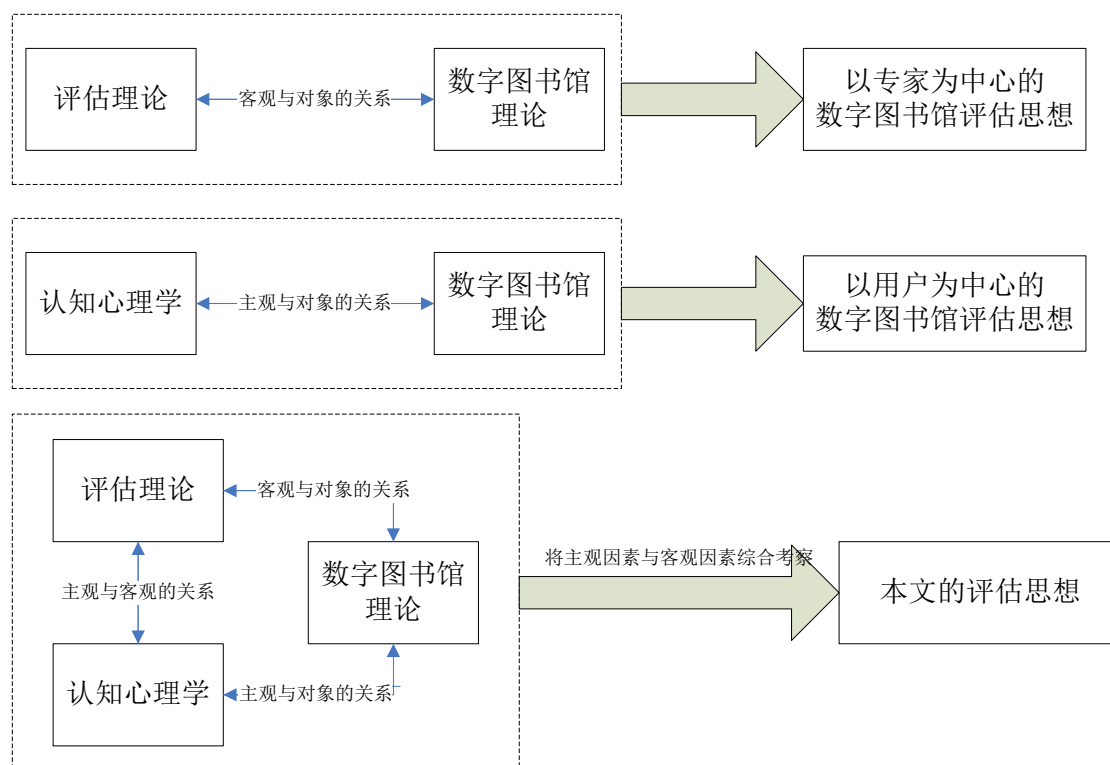 评估理论
客观与对象的关系
数字图书馆
理论
以专家为中心的
数字图书馆评估思想
认知心理学
主观与对象的关系
数字图书馆
理论
以用户为中心的
数字图书馆评估思想
评估理论
客观与对象的关系
主观与客观的关系
数字图书馆
理论
认知心理学
主观与对象的关系
将主观因素与客观因素综合考察
本文的评估思想